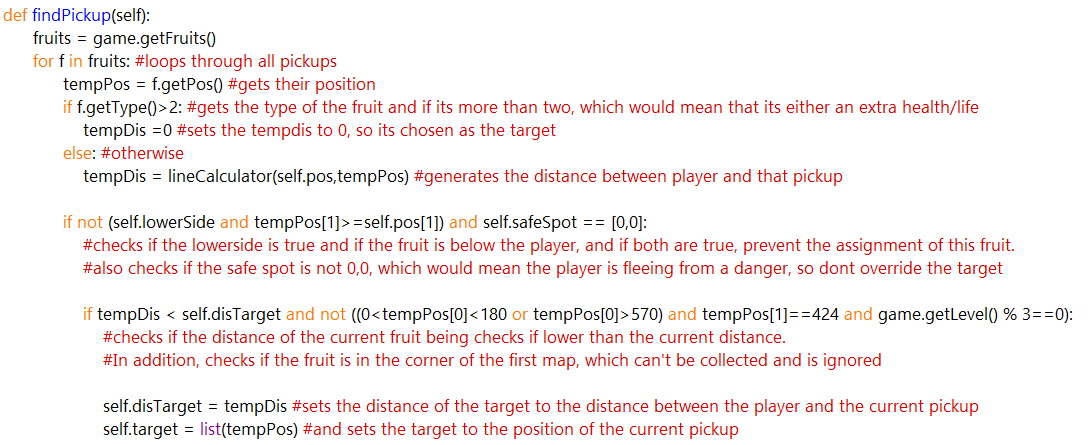 def findPickup(self):
fruits = game.getFruits()
for f in fruits: #loops through all pickups
tempPos = f.getPos() #gets their position
if f.getType()>2: #gets the type of the fruit and if its more than two, which would mean that its either an extra health/life
tempDis =0 #sets the tempdis to 0, so its chosen as the target
else: #otherwise
tempDis = lineCalculator(self.pos,tempPos) #generates the distance between player and that pickup
if not (self.lowerSide and tempPos[1]>=self.pos[1]) and self.safeSpot == [0,0]:
#checks if the lowerside is true and if the fruit is below the player, and if both are true, prevent the assignment of this fruit.
#also checks if the safe spot is not 0,0, which would mean the player is fleeing from a danger, so dont override the target
if tempDis < self.disTarget and not ((0<tempPos[0]<180 or tempPos[0]>570) and tempPos[1]==424 and game.getLevel() % 3==0):
#checks if the distance of the current fruit being checks if lower than the current distance.
#In addition, checks if the fruit is in the corner of the first map, which can't be collected and is ignored
self.disTarget = tempDis #sets the distance of the target to the distance between the player and the current pickup
self.target = list(tempPos) #and sets the target to the position of the current pickup